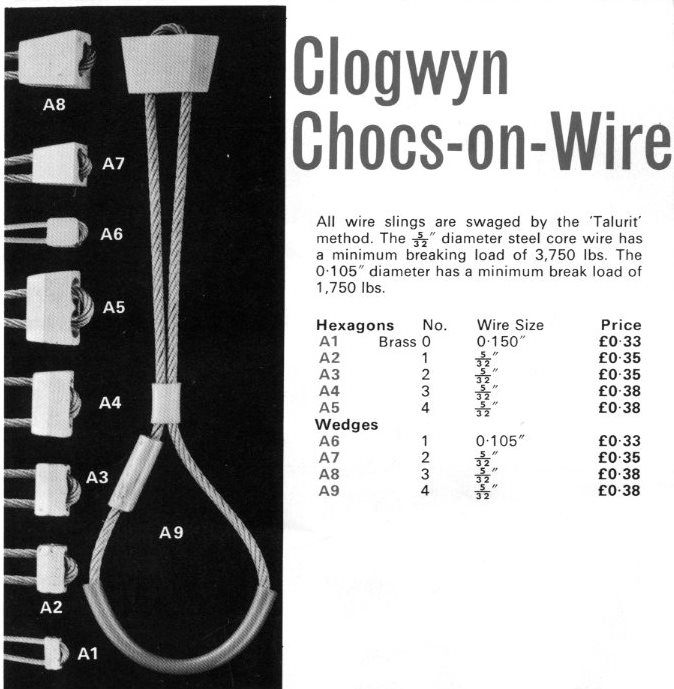 Clogwyn
Chocs-on-Wire
All wire slings are swaged by the 'Talurit'
method. The 5/32″ diameter steel core wire has
a minimum breaking load of 3,750 lbs. The
0·105″ diameter has a minimum break load of
1,750 lbs.
Hexagons No. Wire Size Price
A1 Brass 0 0·150″ £0·33
A2 1 5/32″ £0·35
A3 2 5/32″ £0·35
A4 3 5/32″ £0·38
A5 4 5/32″ £0·38
Wedges
A6 1 0·105″ £0·33
A7 2 5/32″ £0·35
A8 3 5/32″ £0·38
A9 4 5/32″ £0·38
A8
A7
A6
A5
A4
A3
A9
A2
A1